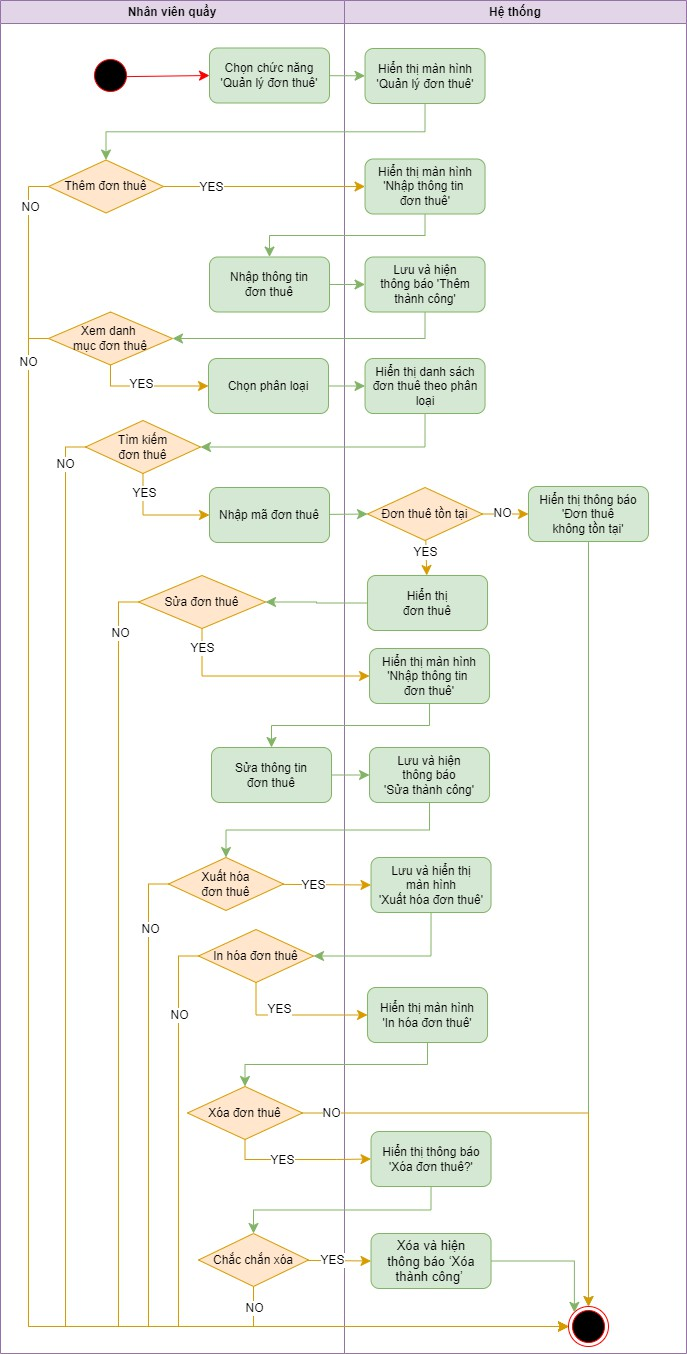 Nhân viên quầy
Hệ thống
Chọn chức năng
'Quản lý đơn thuê'
Hiển thị màn hình
'Quản lý đơn thuê'
Thêm đơn thuê
YES
Hiển thị màn hình
'Nhập thông tin
đơn thuê'
NO
Nhập thông tin
đơn thuê
Lưu và hiện
thông báo 'Thêm
thành công'
Xem danh
mục đơn thuê
NO
YES
Chọn phân loại
Hiển thị danh sách
đơn thuê theo phân
loại
Tìm kiếm
đơn thuê
NO
YES
Nhập mã đơn thuê
Đơn thuê tồn tại
NO
Hiển thị thông báo
'Đơn thuê
không tồn tại'
YES
Hiển thị
đơn thuê
Sửa đơn thuê
NO
YES
Hiển thị màn hình
'Nhập thông tin
đơn thuê'
Sửa thông tin
đơn thuê
Lưu và hiện
thông báo
'Sửa thành công'
Xuất hóa
đơn thuê
YES
Lưu và hiển thị
màn hình
'Xuất hóa đơn thuê'
NO
In hóa đơn thuê
NO
YES
Hiển thị màn hình
'In hóa đơn thuê'
Xóa đơn thuê
NO
YES
Hiển thị thông báo
'Xóa đơn thuê?'
Chắc chắn xóa
YES
Xóa và hiện
thông báo ‘Xóa
thành công’
NO